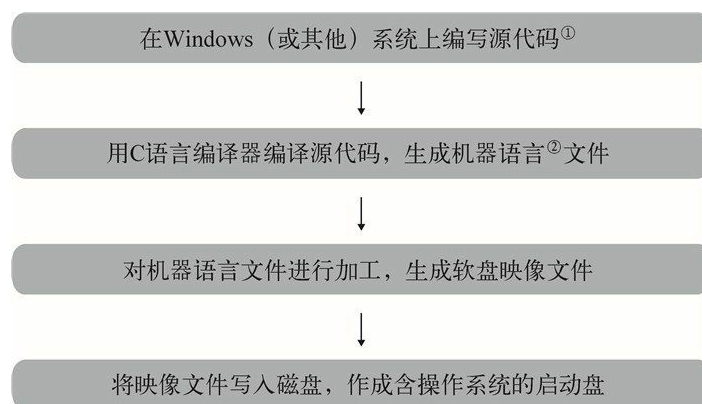 在Windows（或其他）系统上编写源代码①
用C语言编译器编译源代码，生成机器语言②文件
对机器语言文件进行加工，生成软盘映像文件
将映像文件写入磁盘，作成含操作系统的启动盘